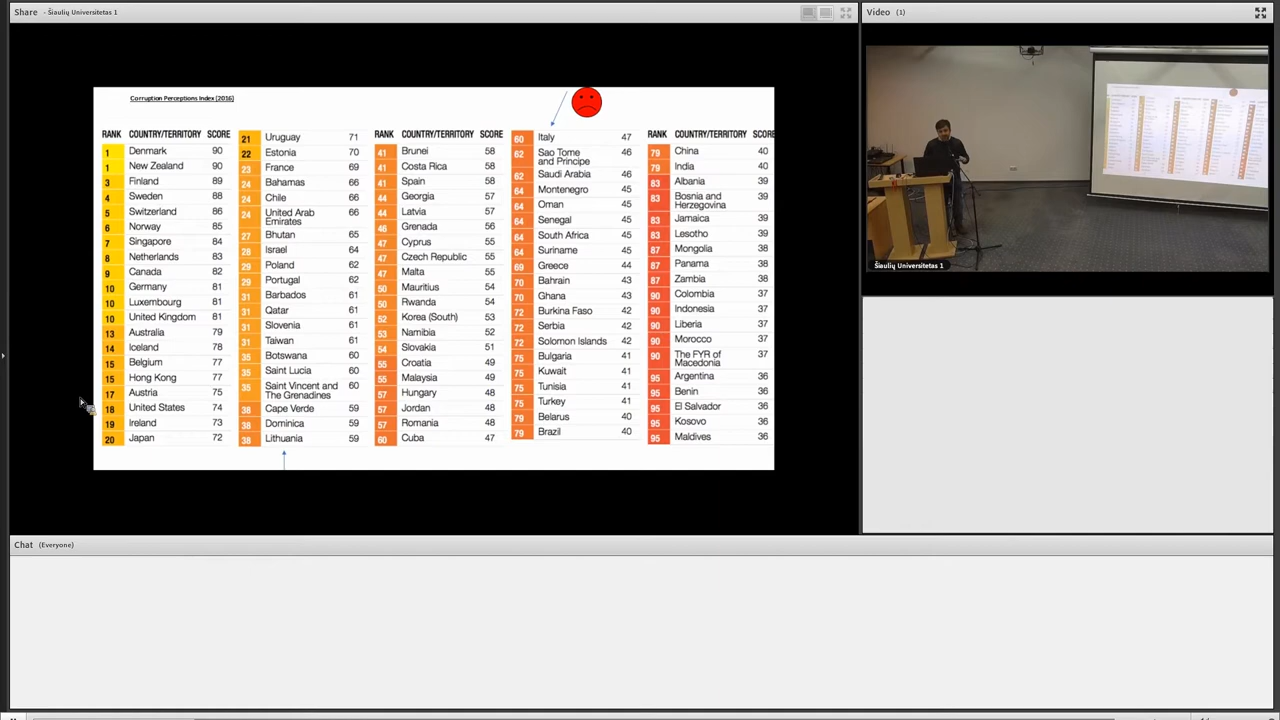 Share - Šiaulių Universitetas 1
Video (1)
Corruption Perceptions Index (2016)
RANK COUNTRY/TERRITORY SCORE
1 Denmark 90
1 New Zealand 90
3 Finland 89
4 Sweden 88
5 Switzerland 86
6 Norway 85
7 Singapore 84
8 Netherlands 83
9 Canada 82
10 Germany 81
10 Luxembourg 81
10 United Kingdom 81
13 Australia 79
14 Iceland 78
15 Belgium 77
15 Hong Kong 77
17 Austria 75
18 United States 74
19 Ireland 73
20 Japan 72
21 Uruguay 71
22 Estonia 70
23 France 69
24 Bahamas 66
24 Chile 66
24 United Arab
Emirates 66
27 Bhutan 65
28 Israel 64
29 Poland 62
29 Portugal 62
31 Barbados 61
31 Qatar 61
31 Slovenia 61
31 Taiwan 61
35 Botswana 60
35 Saint Lucia 60
35 Saint Vincent and
The Grenadines 60
38 Cape Verde 59
38 Dominica 59
38 Lithuania 59
RANK COUNTRY/TERRITORY SCORE
41 Brunei 58
41 Costa Rica 58
41 Spain 58
44 Georgia 57
44 Latvia 57
46 Grenada 56
47 Cyprus 55
47 Czech Republic 55
47 Malta 55
50 Mauritius 54
50 Rwanda 54
52 Korea (South) 53
53 Namibia 52
54 Slovakia 51
55 Croatia 49
55 Malaysia 49
57 Hungary 48
57 Jordan 48
57 Romania 48
60 Cuba 47
60 Italy 47
62 Sao Tome
and Principe 46
62 Saudi Arabia 46
64 Montenegro 45
64 Oman 45
64 Senegal 45
64 South Africa 45
64 Suriname 45
69 Greece 44
70 Bahrain 43
70 Ghana 43
72 Burkina Faso 42
72 Serbia 42
72 Solomon Islands 42
75 Bulgaria 41
75 Kuwait 41
75 Tunisia 41
75 Turkey 41
79 Belarus 40
79 Brazil 40
RANK COUNTRY/TERRITORY SCORE
79 China 40
79 India 40
83 Albania 39
83 Bosnia and
Herzegovina 39
83 Jamaica 39
83 Lesotho 39
87 Mongolia 38
87 Panama 38
87 Zambia 38
90 Colombia 37
90 Indonesia 37
90 Liberia 37
90 Morocco 37
90 The FYR of
Macedonia 37
95 Argentina 36
95 Benin 36
95 El Salvador 36
95 Kosovo 36
95 Maldives 36
Šiaulių Universitetas 1
Chat (Everyone)